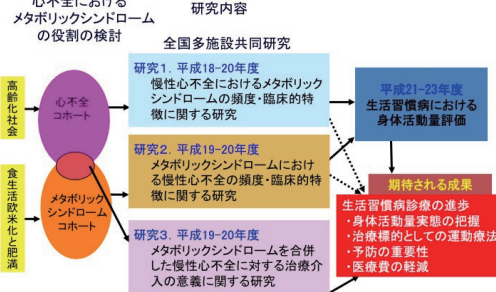 心不全における
メタボリックシンドローム
の役割の検討
研究内容
全国多施設共同研究
高齢化社会
食生活欧米化と肥満
心不全
コホート
メタボリック
シンドローム
コホート
研究1. 平成18-20年度
慢性心不全におけるメタボリック
シンドロームの頻度・臨床的特
徴に関する研究
研究2. 平成19-20年度
メタボリックシンドロームにおけ
る慢性心不全の頻度・臨床的特
徴に関する研究
研究3. 平成19-20年度
メタボリックシンドロームを合併
した慢性心不全に対する治療介
入の意義に関する研究
平成21-23年度
生活習慣病における
身体活動量評価
期待される成果
生活習慣病診療の進歩
・身体活動量実態の把握
・治療標的としての運動療法
・予防の重要性
・医療費の軽減